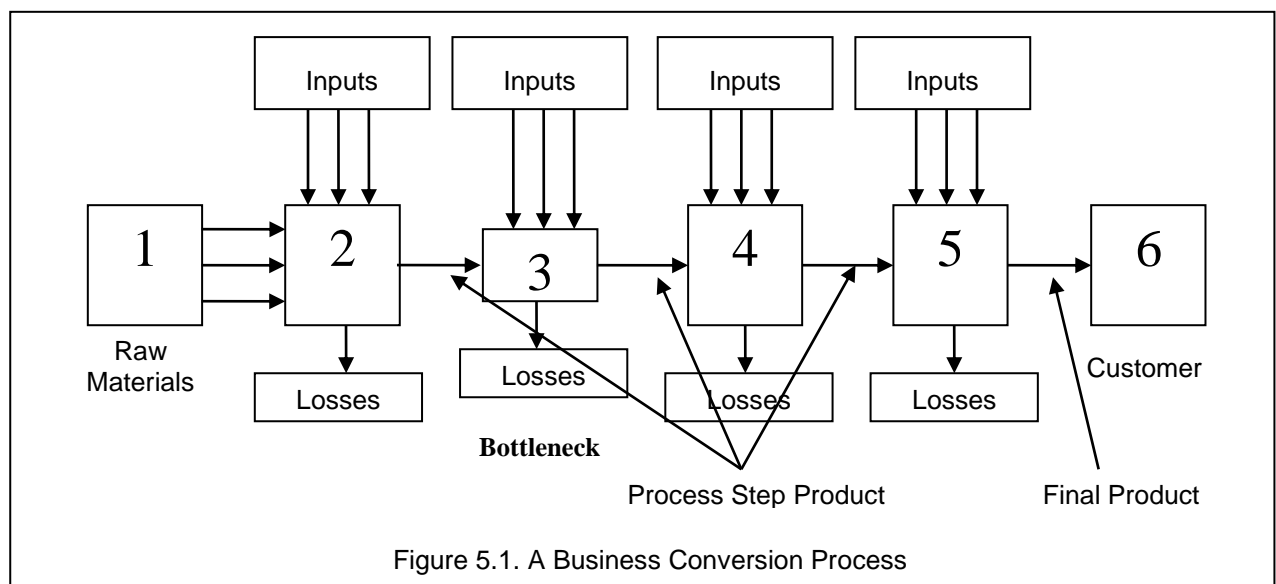 Inputs
Inputs
Inputs
Inputs
1
2
3
4
5
6
Raw
Materials
Losses
Losses
Losses
Losses
Customer
Bottleneck
Process Step Product
Final Product
Figure 5.1. A Business Conversion Process